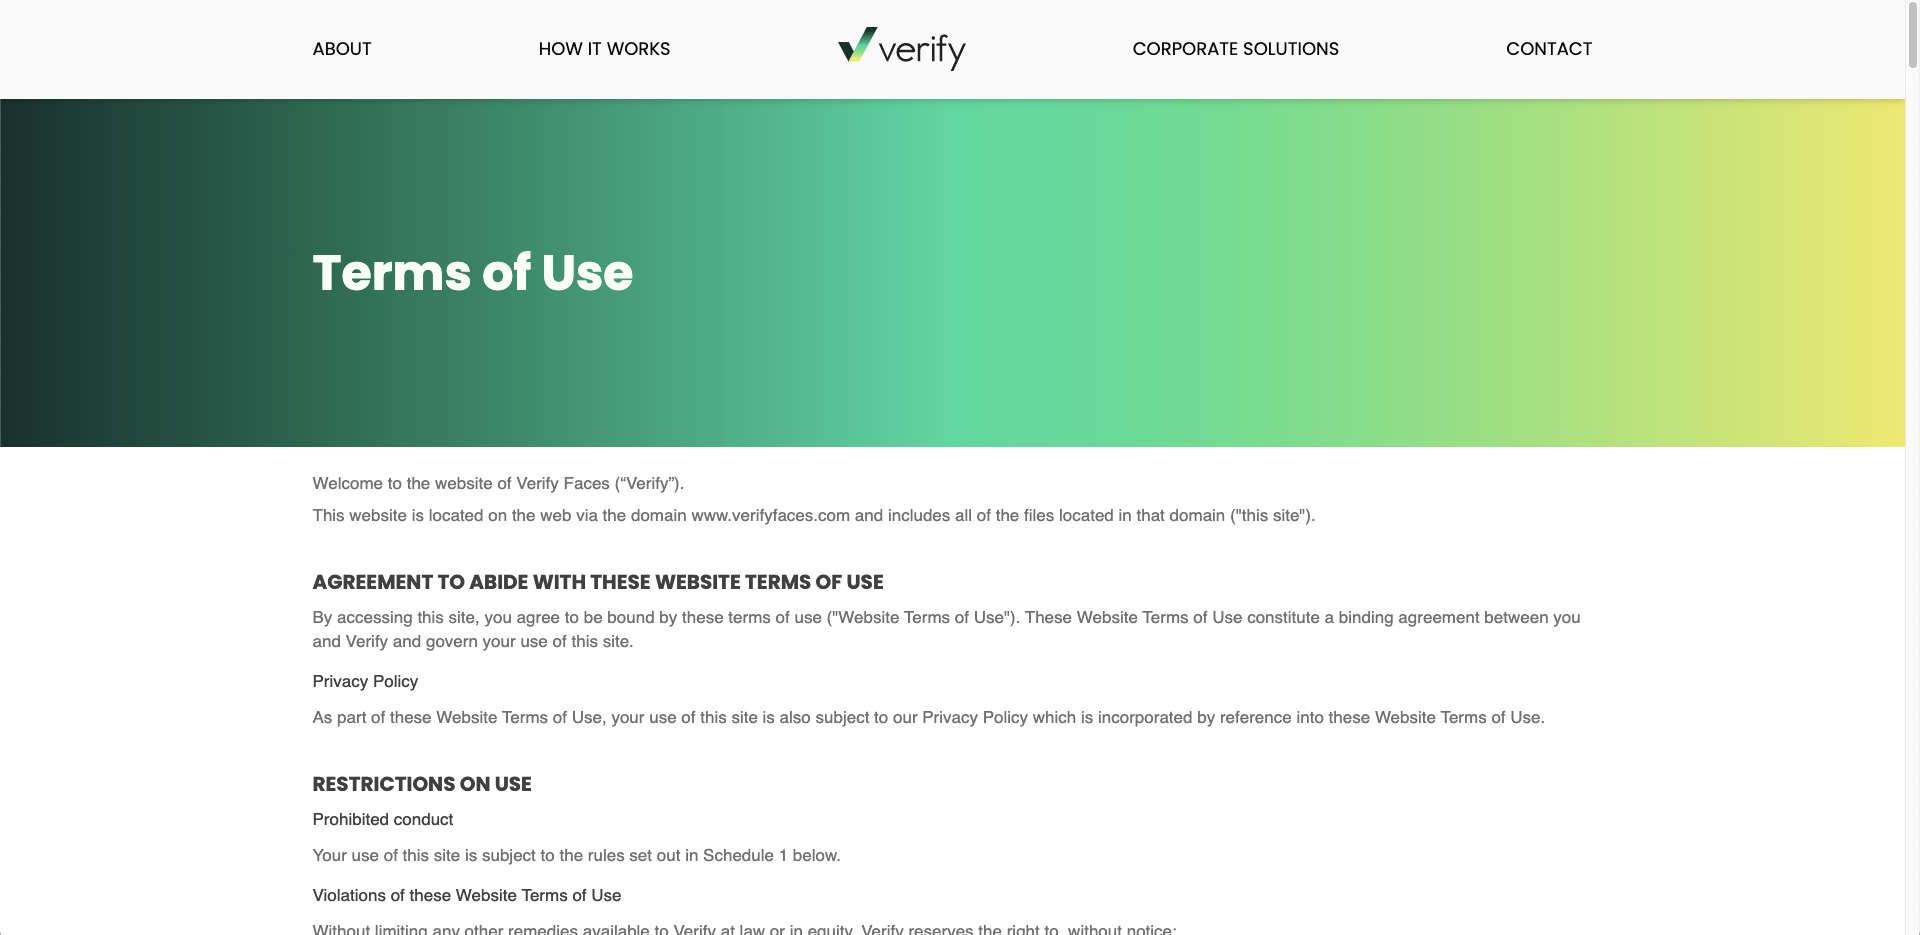 ABOUT
HOW IT WORKS
verify
CORPORATE SOLUTIONS
CONTACT
Terms of Use
Welcome to the website of Verify Faces (“Verify”).
This website is located on the web via the domain www.verifyfaces.com and includes all of the files located in that domain ("this site").
AGREEMENT TO ABIDE WITH THESE WEBSITE TERMS OF USE
By accessing this site, you agree to be bound by these terms of use ("Website Terms of Use"). These Website Terms of Use constitute a binding agreement between you
and Verify and govern your use of this site.
Privacy Policy
As part of these Website Terms of Use, your use of this site is also subject to our Privacy Policy which is incorporated by reference into these Website Terms of Use.
RESTRICTIONS ON USE
Prohibited conduct
Your use of this site is subject to the rules set out in Schedule 1 below.
Violations of these Website Terms of Use
Without limiting any other remedies available to Verify at law or in equity, Verify reserves the right to, without notice: